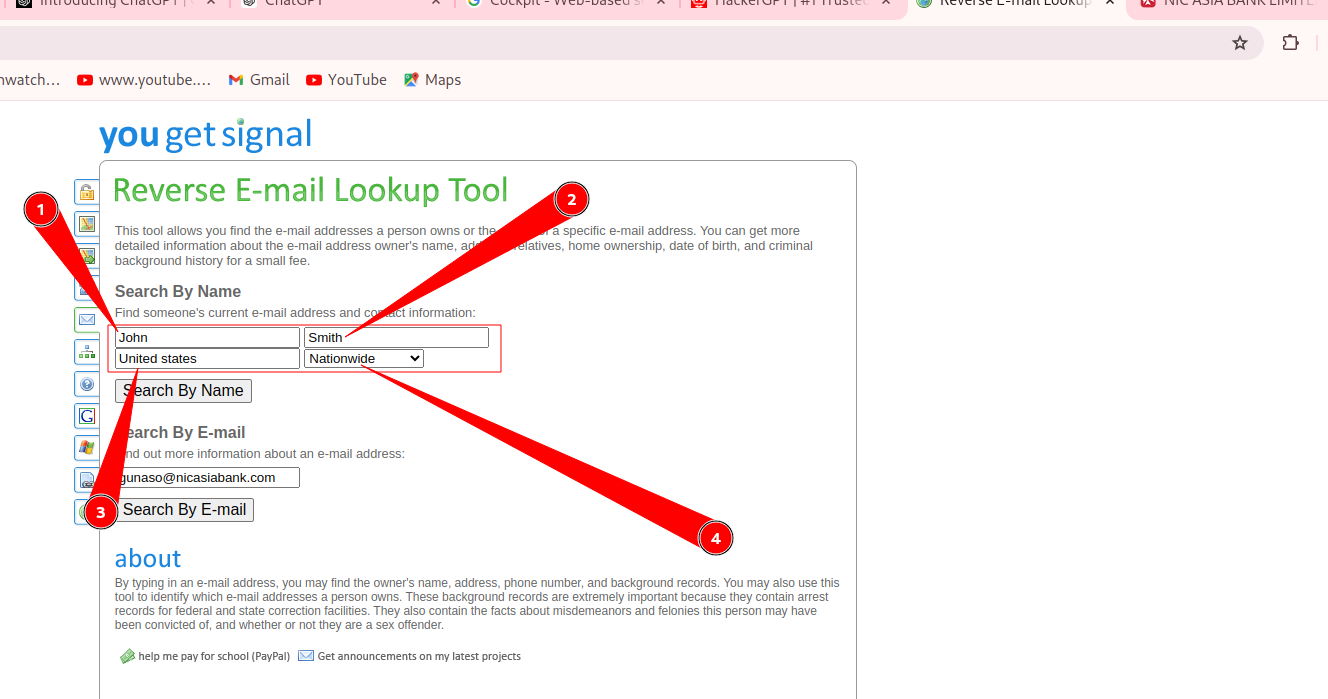 Introducing ChatGPT
ChatGPT
Cockpit - Web-based s
HackerGPT | #1 Trusted
Reverse E-mail Lookup
NIC ASIA BANK LIMITE
nwatch…
www.youtube.…
Gmail
YouTube
Maps
you get signal
Reverse E-mail Lookup Tool
1
2
This tool allows you find the e-mail addresses a person owns or the of a specific e-mail address. You can get more
detailed information about the e-mail address owner's name, relatives, home ownership, date of birth, and criminal
background history for a small fee.
Search By Name
Find someone's current e-mail address and contact information:
John
Smith
United states
Nationwide
Search By Name
Search By E-mail
Find out more information about an e-mail address:
G
gunaso@nicasiabank.com
Search By E-mail
3
4
about
By typing in an e-mail address, you may find the owner's name, address, phone number, and background records. You may also use this
tool to identify which e-mail addresses a person owns. These background records are extremely important because they contain arrest
records for federal and state correction facilities. They also contain the facts about misdemeanors and felonies this person may have
been convicted of, and whether or not they are a sex offender.
help me pay for school (PayPal)
Get announcements on my latest projects